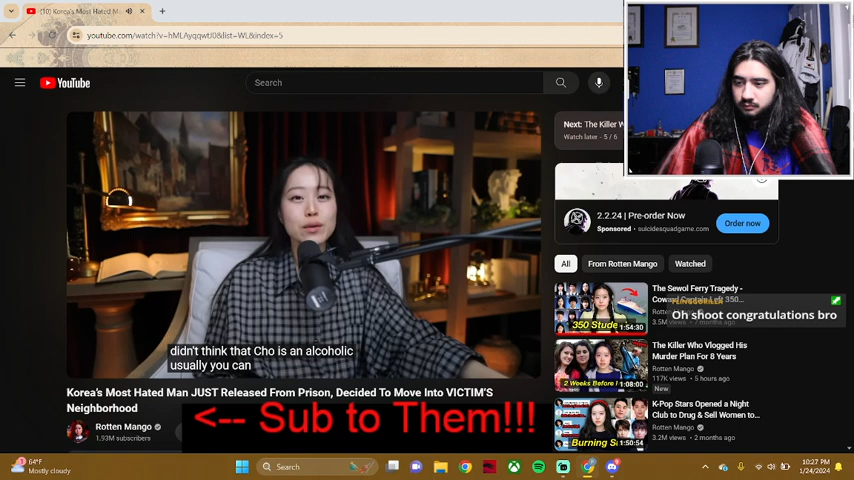 (10) Korea's Most Hated M
youtube.com/watch?v=hMLAyqqwtJ0&list=WL&index=5
YouTube
Search
Next: The Killer W
Watch later · 5 / 6
2.2.24 | Pre-order Now
Sponsored · suicidesquadgame.com
Order now
All
From Rotten Mango
Watched
The Sewol Ferry Tragedy -
Coward Captain Left 350...
Rotten
3.5M views
1:54:30
350 Stude
Oh shoot congratulations bro
The Killer Who Vlogged His
Murder Plan For 8 Years
Rotten Mango
117K views · 5 hours ago
New
2 Weeks Before
1:08:00
K-Pop Stars Opened a Night
Club to Drug & Sell Women to...
Rotten Mango
3.2M views · 2 months ago
Burning S
1:50:54
didn't think that Cho is an alcoholic
usually you can
Korea's Most Hated Man JUST Released From Prison, Decided To Move Into VICTIM'S
Neighborhood
Rotten Mango
1.93M subscribers
<-- Sub to Them!!!
64°F
Mostly cloudy
Search
10:27 PM
1/24/2024